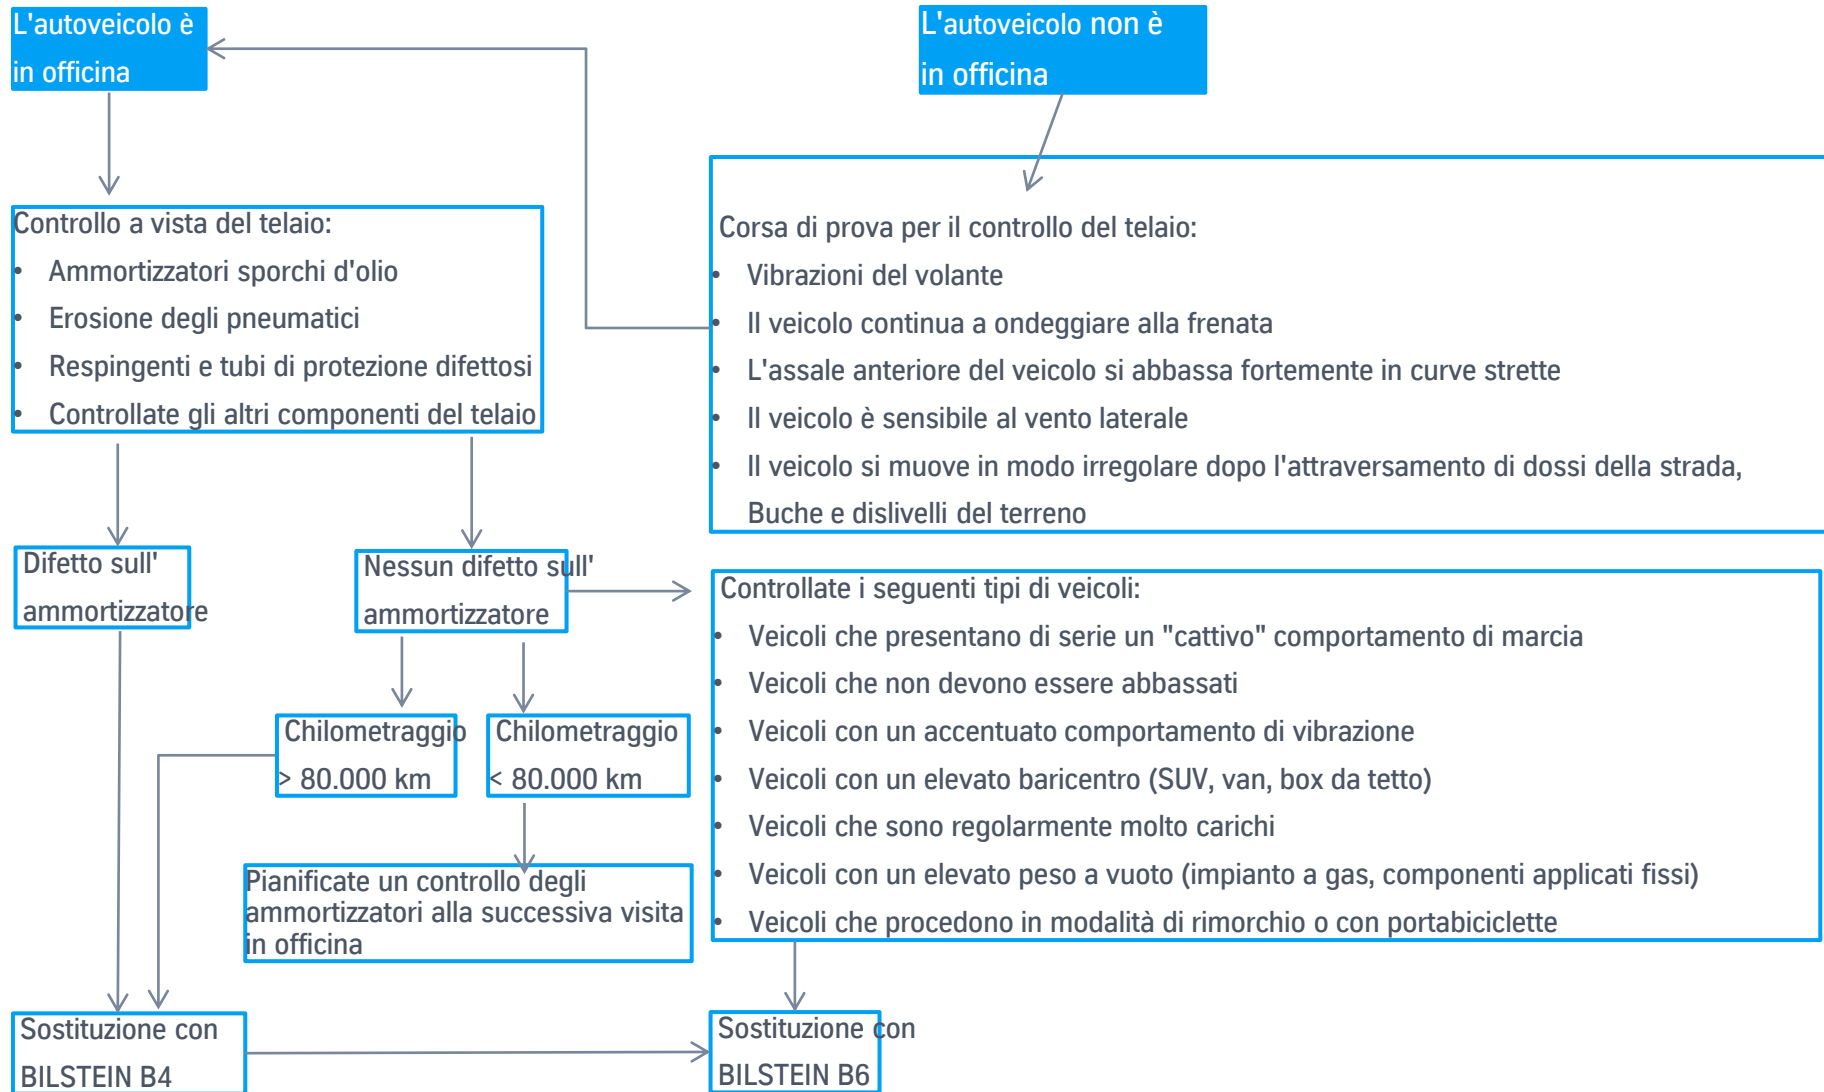 L'autoveicolo è
in officina
L'autoveicolo non è
in officina
Controllo a vista del telaio:
• Ammortizzatori sporchi d'olio
• Erosione degli pneumatici
• Respingenti e tubi di protezione difettosi
• Controllate gli altri componenti del telaio
Corsa di prova per il controllo del telaio:
• Vibrazioni del volante
• Il veicolo continua a ondeggiare alla frenata
• L'assale anteriore del veicolo si abbassa fortemente in curve strette
• Il veicolo è sensibile al vento laterale
• Il veicolo si muove in modo irregolare dopo l'attraversamento di dossi della strada,
Buche e dislivelli del terreno
Difetto sull'
ammortizzatore
Nessun difetto sull'
ammortizzatore
Controllate i seguenti tipi di veicoli:
• Veicoli che presentano di serie un "cattivo" comportamento di marcia
• Veicoli che non devono essere abbassati
• Veicoli con un accentuato comportamento di vibrazione
• Veicoli con un elevato baricentro (SUV, van, box da tetto)
• Veicoli che sono regolarmente molto carichi
• Veicoli con un elevato peso a vuoto (impianto a gas, componenti applicati fissi)
• Veicoli che procedono in modalità di rimorchio o con portabiciclette
Chilometraggio
> 80.000 km
Chilometraggio
< 80.000 km
Pianificate un controllo degli
ammortizzatori alla successiva visita
in officina
Sostituzione con
BILSTEIN B4
Sostituzione con
BILSTEIN B6